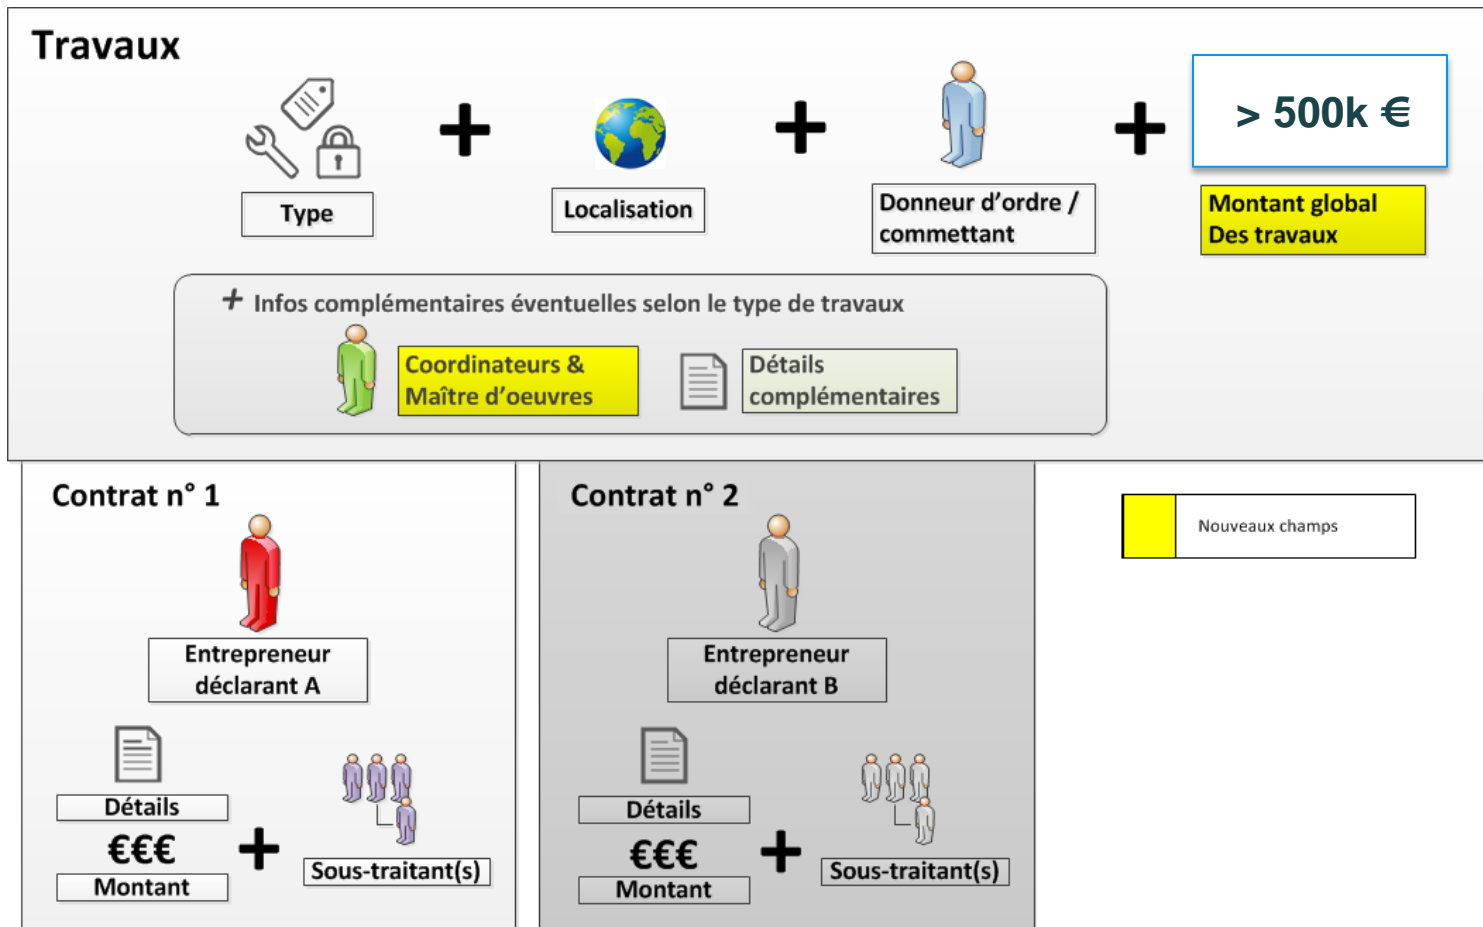 Travaux
> 500k €
Type
Localisation
Donneur d'ordre /
commettant
Montant global
Des travaux
+ Infos complémentaires éventuelles selon le type de travaux
Coordinateurs &
Maître d'oeuvres
Détails
complémentaires
Contrat n° 1
Entrepreneur
déclarant A
Détails
€€€
Montant
+
Sous-traitant(s)
Contrat n° 2
Entrepreneur
déclarant B
Détails
€€€
Montant
+
Sous-traitant(s)
Nouveaux champs